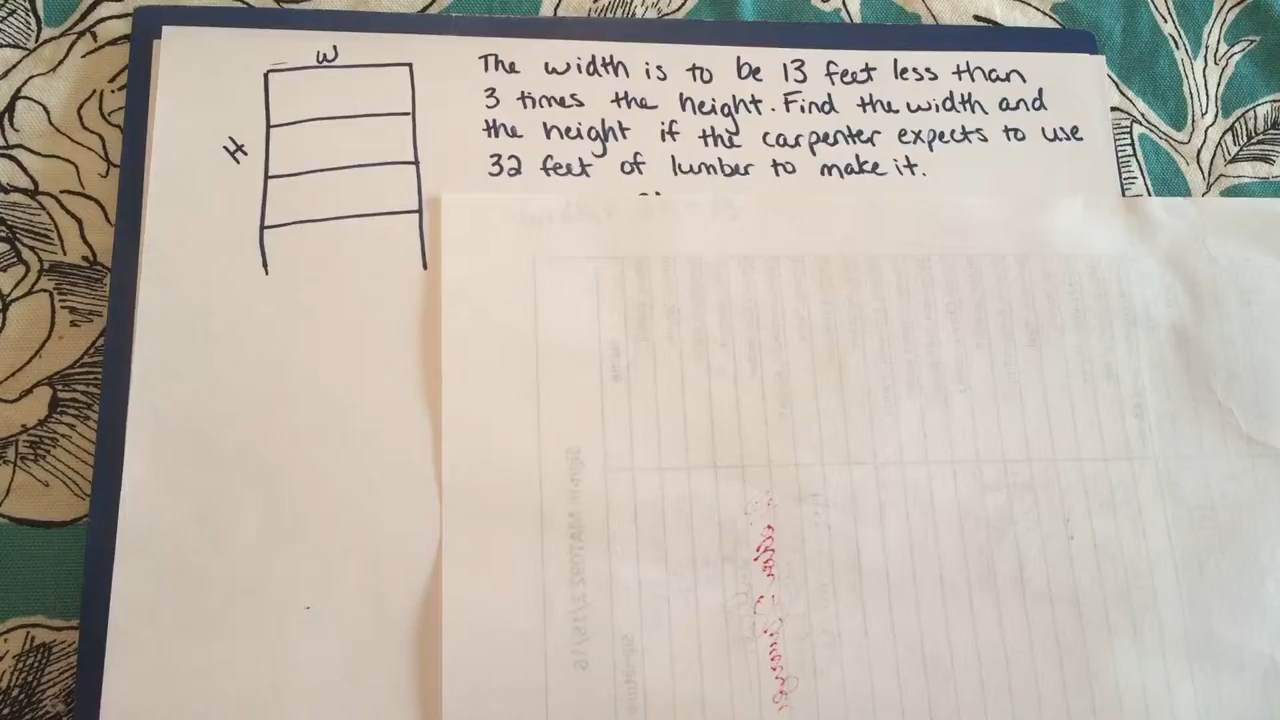 W
H
The width is to be 13 feet less than
3 times the height. Find the width and
the height if the carpenter expects to use
32 feet of lumber to make it.